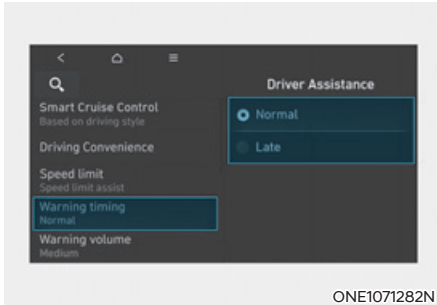 Driver Assistance
Smart Cruise Control
Based on driving style
Driving Convenience
Speed limit
Speed limit assist
Warning timing
Normal
Warning volume
Medium
Normal
Late
ONE1071282N